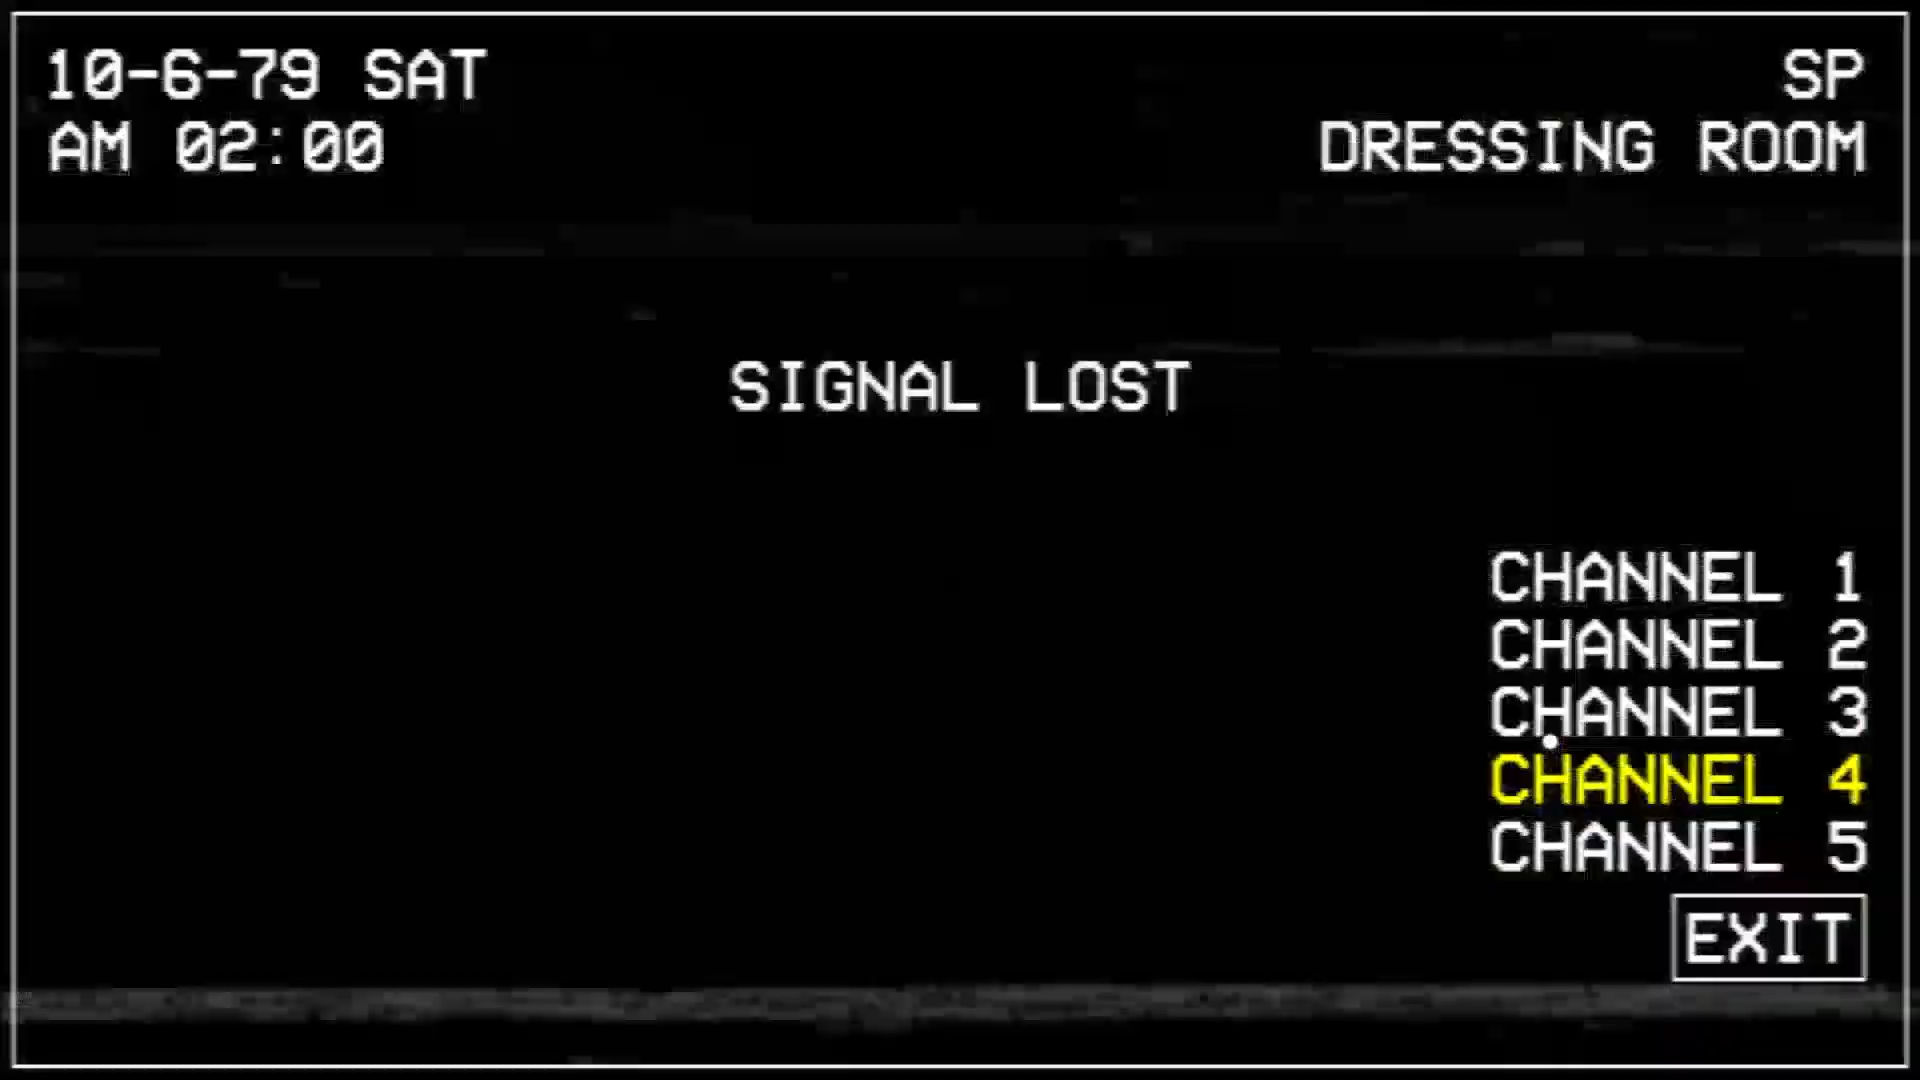 10-6-79 SAT
AM 02:00
SP
DRESSING ROOM
SIGNAL LOST
CHANNEL 1
CHANNEL 2
CHANNEL 3
CHANNEL 4
CHANNEL 5
EXIT